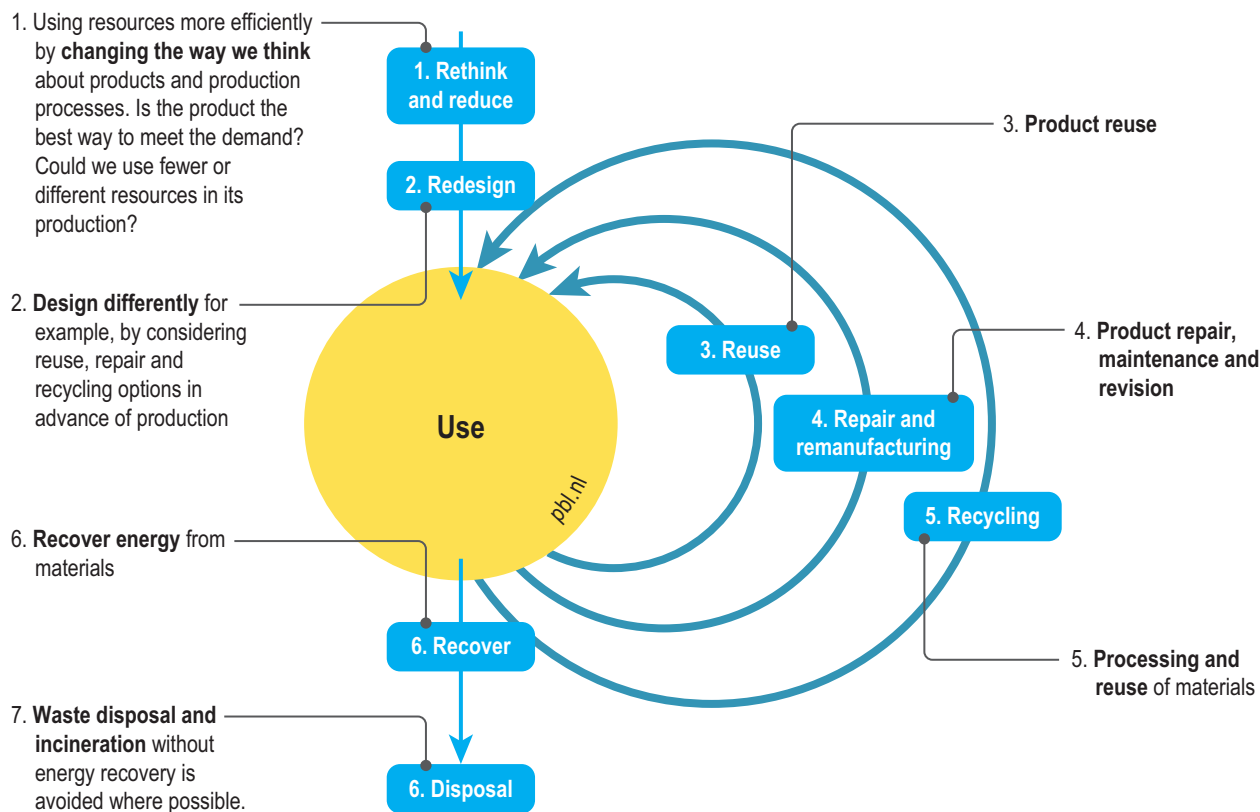 1. Using resources more efficiently
by changing the way we think
about products and production
processes. Is the product the
best way to meet the demand?
Could we use fewer or
different resources in its
production?
1. Rethink
and reduce
3. Product reuse
2. Redesign
2. Design differently for
example, by considering
reuse, repair and
recycling options in
advance of production
3. Reuse
4. Product repair,
maintenance and
revision
Use
4. Repair and
remanufacturing
pbl.nl
5. Recycling
6. Recover energy from
materials
6. Recover
5. Processing and
reuse of materials
7. Waste disposal and
incineration without
energy recovery is
avoided where possible.
6. Disposal